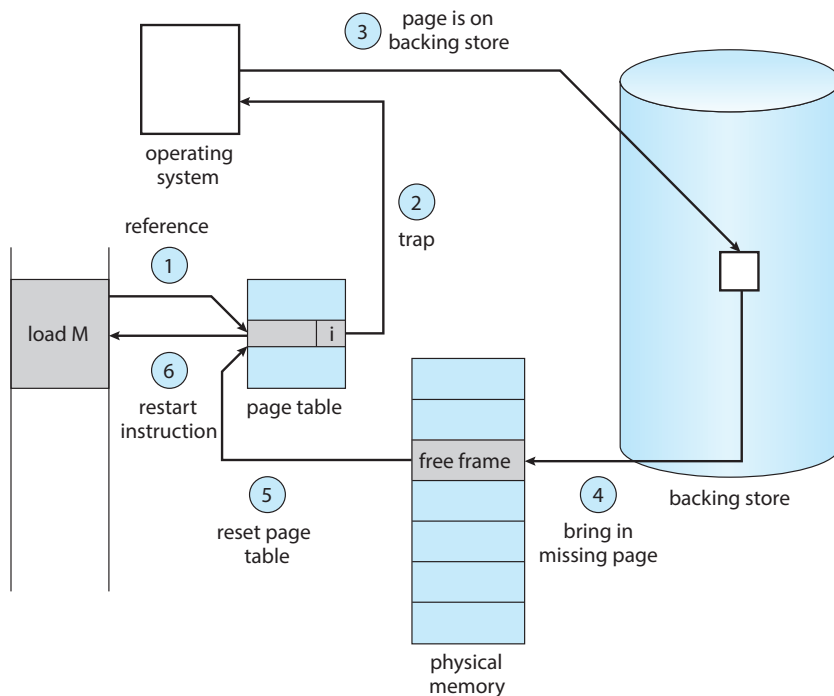 3
page is on
backing store
operating
system
2
trap
reference
1
load M
i
6
restart
instruction
page table
free frame
5
reset page
table
4
bring in
missing page
backing store
physical
memory